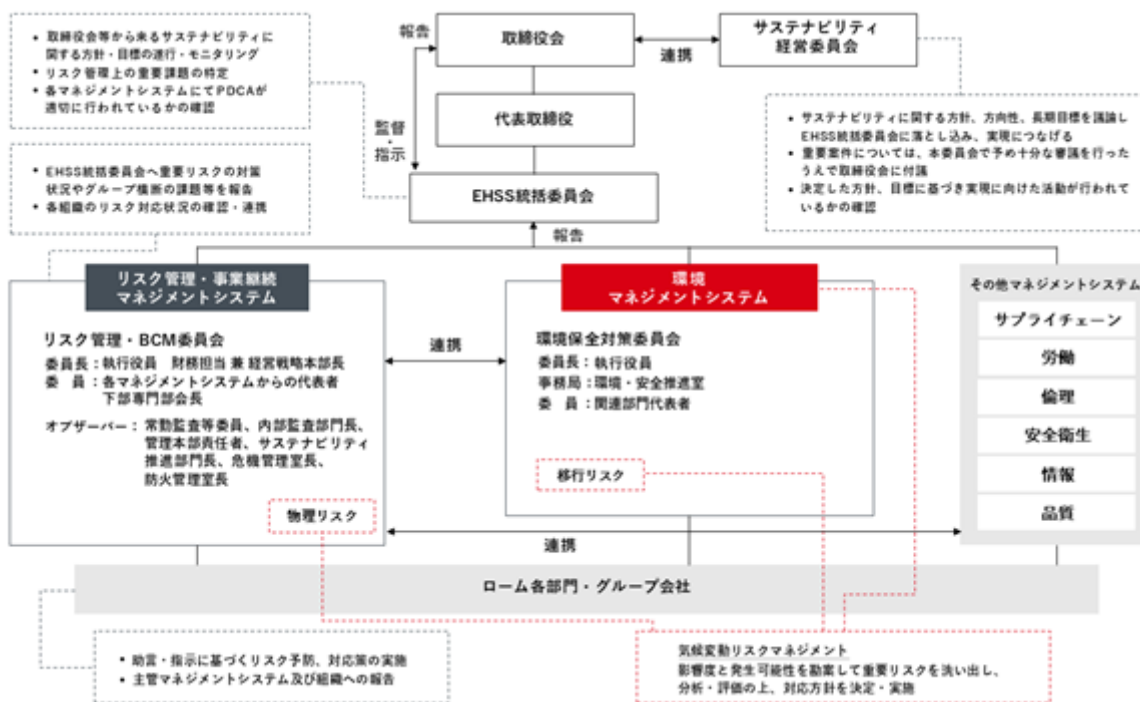 ・取締役会等から来るサステナビリティに
関する方針・目標の遂行・モニタリング
・リスク管理上の重要課題の特定
・各マネジメントシステムにてPDCAが
適切に行われているかの確認
報告
取締役会
連携
サステナビリティ
経営委員会
代表取締役
監督
・
指示
・EHSS統括委員会へ重要リスクの対策
状況やグループ横断の課題等を報告
・各組織のリスク対応状況の確認・連携
EHSS統括委員会
・サステナビリティに関する方針、方向性、長期目標を議論し
EHSS統括委員会に落とし込み、実現につなげる
・重要案件については、本委員会で予め十分な審議を行った
うえで取締役会に付議
・決定した方針、目標に基づき実現に向けた活動が行われて
いるかの確認
報告
リスク管理・事業継続
マネジメントシステム
リスク管理・BCM委員会
委員長：執行役員 財務担当 兼 経営戦略本部長
委 員：各マネジメントシステムからの代表者
下部専門部会長
オブザーバー：常勤監査等委員、内部監査部門長、
管理本部責任者、サステナビリティ
推進部門長、危機管理室長、
防火管理室長
物理リスク
連携
環境
マネジメントシステム
環境保全対策委員会
委員長：執行役員
事務局：環境・安全推進室
委 員：関連部門代表者
移行リスク
その他マネジメントシステム
サプライチェーン
労働
倫理
安全衛生
情報
品質
連携
ローム各部門・グループ会社
・助言・指示に基づくリスク予防、対応策の実施
・主管マネジメントシステム及び組織への報告
気候変動リスクマネジメント
影響度と発生可能性を勘案して重要リスクを洗い出し、
分析・評価の上、対応方針を決定・実施